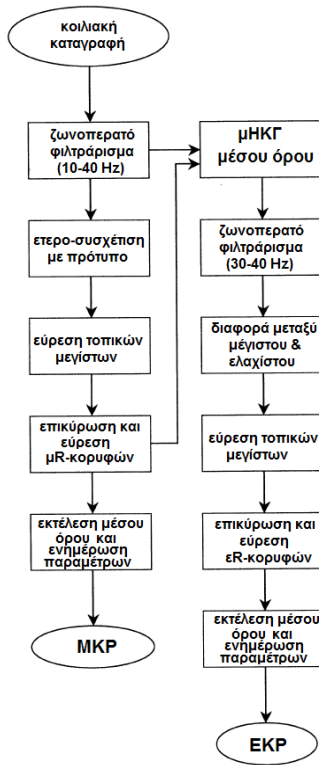 κοιλιακή
καταγραφή
ζωνοπερατό
φιλτράρισμα
(10-40 Hz)
ετερο-συσχέτιση
με πρότυπο
εύρεση τοπικών
μεγίστων
επικύρωση και
εύρεση
μR-κορυφών
εκτέλεση μέσου
όρου και
ενημέρωση
παραμέτρων
ΜΚΡ
μΗΚΓ
μέσου όρου
ζωνοπερατό
φιλτράρισμα
(30-40 Hz)
διαφορά μεταξύ
μέγιστου &
ελαχίστου
εύρεση τοπικών
μεγίστων
επικύρωση και
εύρεση
εR-κορυφών
εκτέλεση μέσου
όρου και
ενημέρωση
παραμέτρων
ΕΚΡ